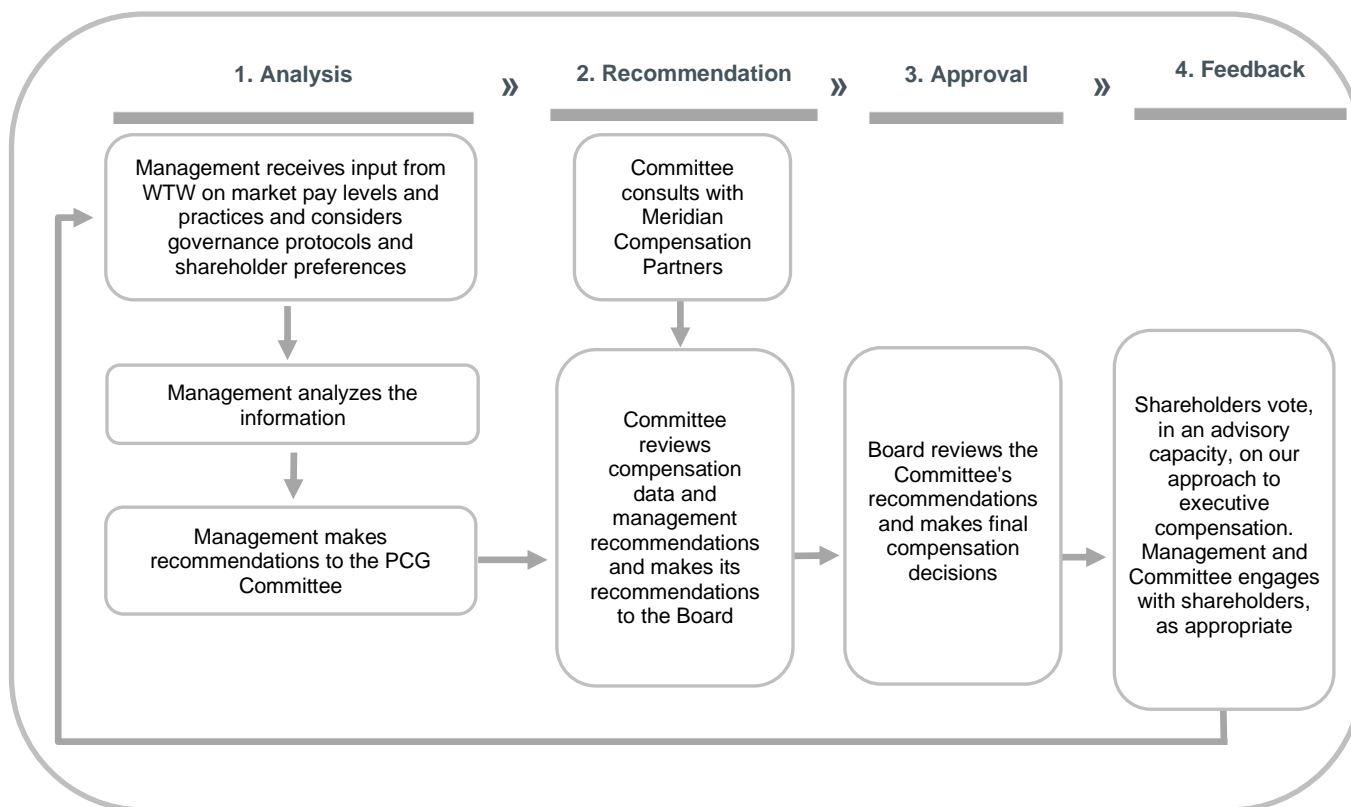 1. Analysis
»
2. Recommendation
»
3. Approval
»
4. Feedback
Management receives input from
WTW on market pay levels and
practices and considers
governance protocols and
shareholder preferences
Management analyzes the
information
Management makes
recommendations to the PCG
Committee
Committee
consults with
Meridian
Compensation
Partners
Committee
reviews
compensation
data and
management
recommendations
and makes its
recommendations
to the Board
Board reviews the
Committee's
recommendations
and makes final
compensation
decisions
Shareholders vote,
in an advisory
capacity, on our
approach to
executive
compensation.
Management and
Committee engages
with shareholders,
as appropriate